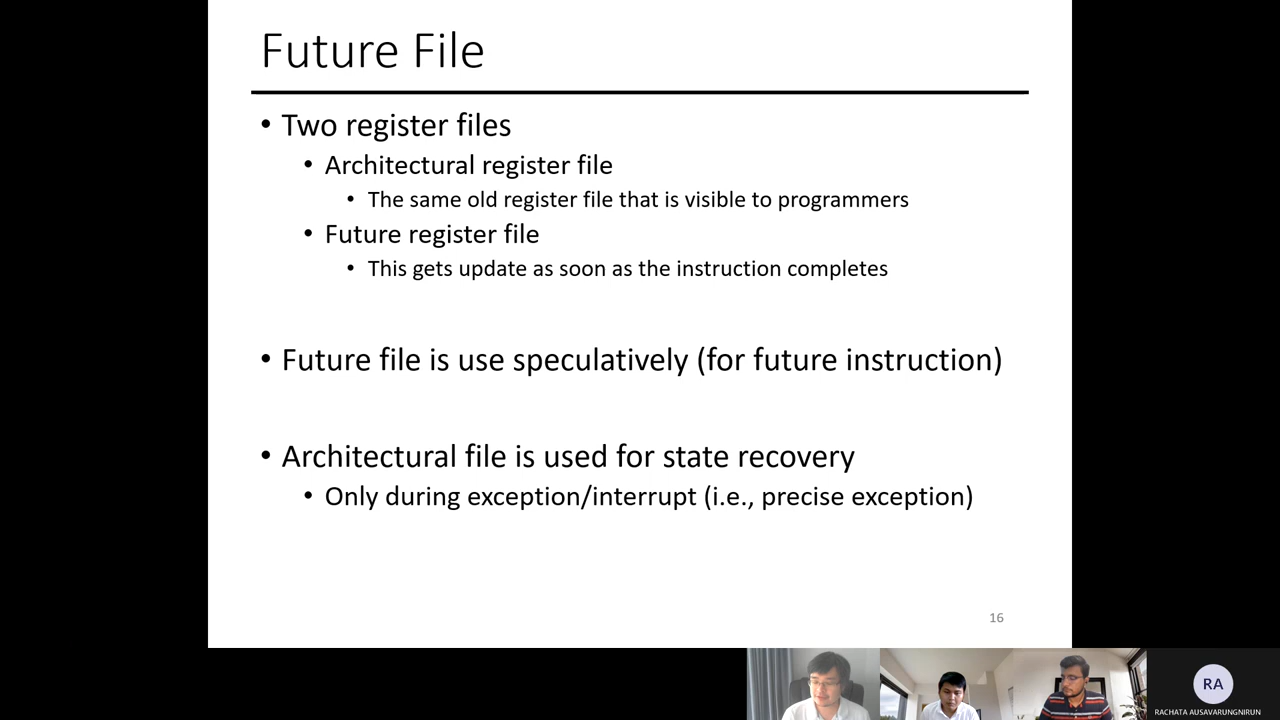 Future File
• Two register files
• Architectural register file
• The same old register file that is visible to programmers
• Future register file
• This gets update as soon as the instruction completes
• Future file is use speculatively (for future instruction)
• Architectural file is used for state recovery
• Only during exception/interrupt (i.e., precise exception)
16
RA
RACHATA AUSAVARUNGNIRUN